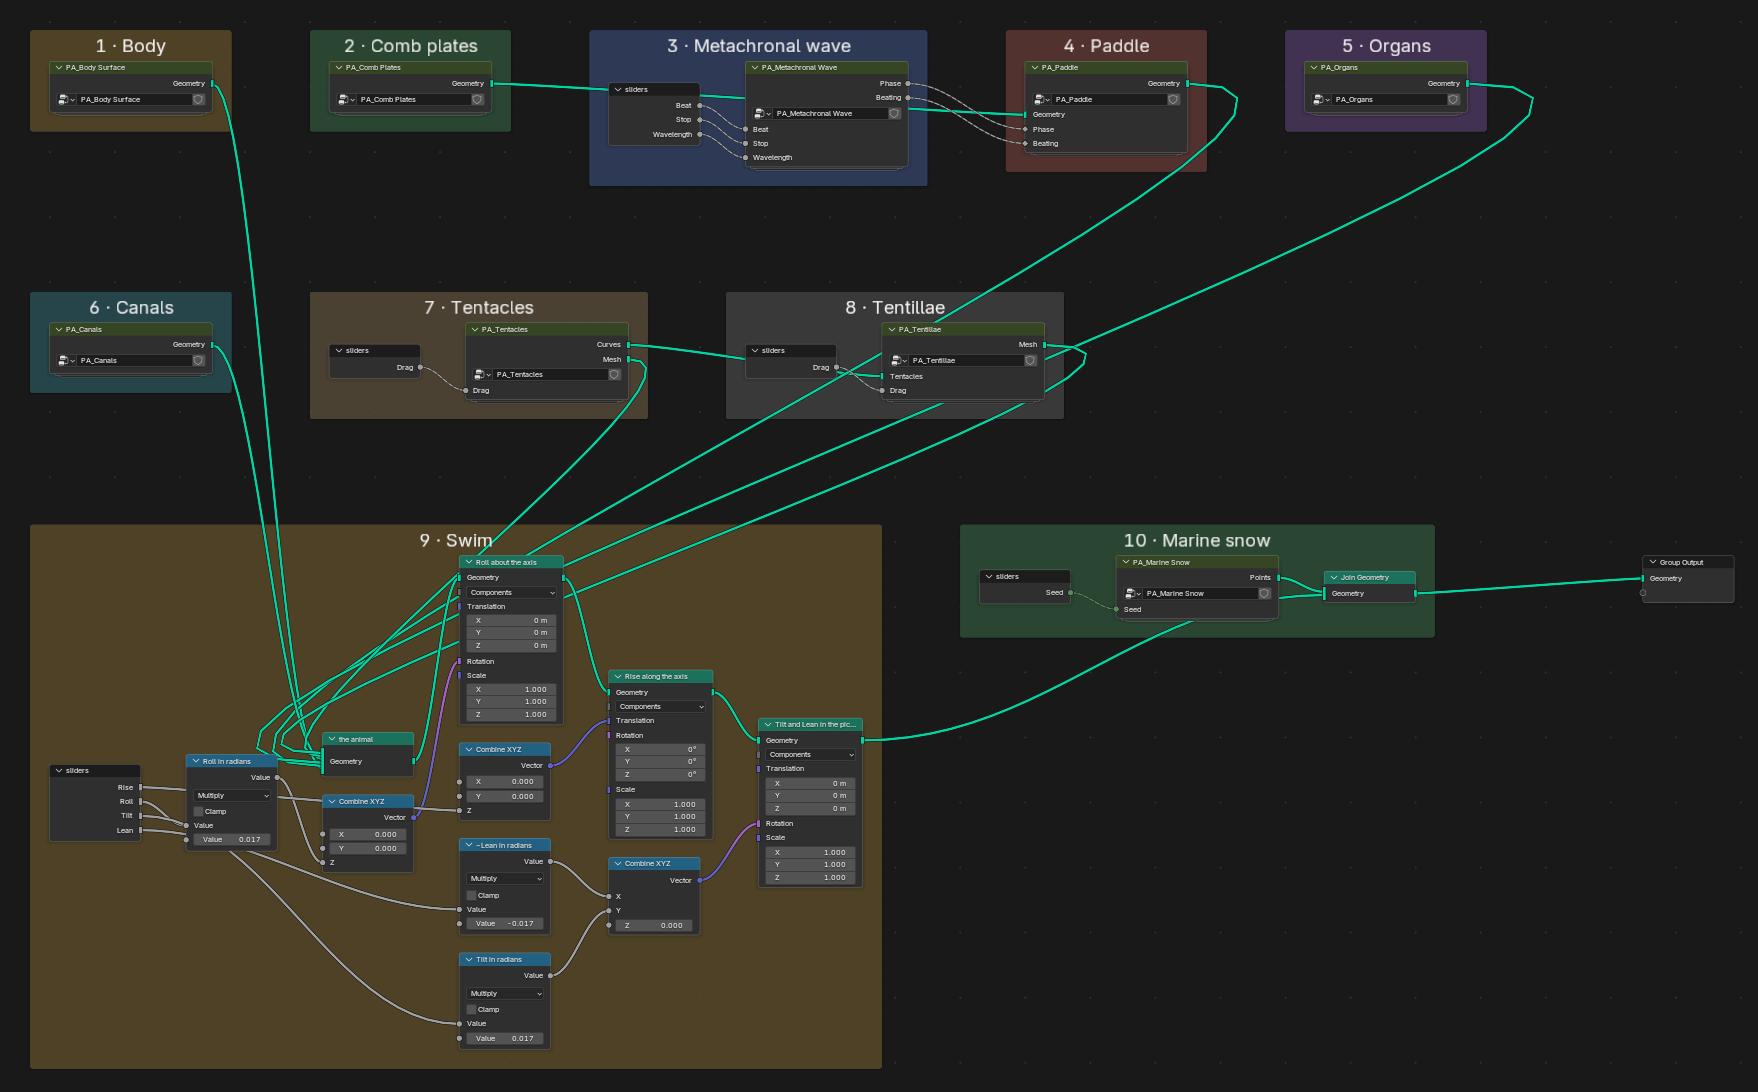 1 · Body
PA_Body Surface
Geometry
PA_Body Surface
2 · Comb plates
PA_Comb Plates
Geometry
PA_Comb Plates
3 · Metachronal wave
sliders
Beat
Stop
Wavelength
PA_Metachronal Wave
Phase
Beating
PA_Metachronal Wave
Beat
Stop
Wavelength
4 · Paddle
PA_Paddle
Geometry
PA_Paddle
Geometry
Phase
Beating
5 · Organs
PA_Organs
Geometry
PA_Organs
6 · Canals
PA_Canals
Geometry
PA_Canals
7 · Tentacles
sliders
Drag
PA_Tentacles
Curves
Mesh
PA_Tentacles
Drag
8 · Tentillae
sliders
Drag
PA_Tentillae
Mesh
PA_Tentillae
Tentacles
Drag
9 · Swim
sliders
Rise
Roll
Tilt
Lean
Roll in radians
Value
Multiply
Clamp
Value
Value 0.017
the animal
Geometry
Combine XYZ
Vector
X 0.000
Y 0.000
Z
Roll about the axis
Geometry
Components
Translation
X 0 m
Y 0 m
Z 0 m
Rotation
Scale
X 1.000
Y 1.000
Z 1.000
Combine XYZ
Vector
X 0.000
Y 0.000
Z
−Lean in radians
Value
Multiply
Clamp
Value
Value −0.017
Tilt in radians
Value
Multiply
Clamp
Value
Value 0.017
Rise along the axis
Geometry
Components
Translation
Rotation
X 0°
Y 0°
Z 0°
Scale
X 1.000
Y 1.000
Z 1.000
Combine XYZ
Vector
X
Y
Z 0.000
Tilt and Lean in the pic...
Geometry
Components
Translation
X 0 m
Y 0 m
Z 0 m
Rotation
Scale
X 1.000
Y 1.000
Z 1.000
10 · Marine snow
sliders
Seed
PA_Marine Snow
Points
PA_Marine Snow
Seed
Join Geometry
Geometry
Group Output
Geometry